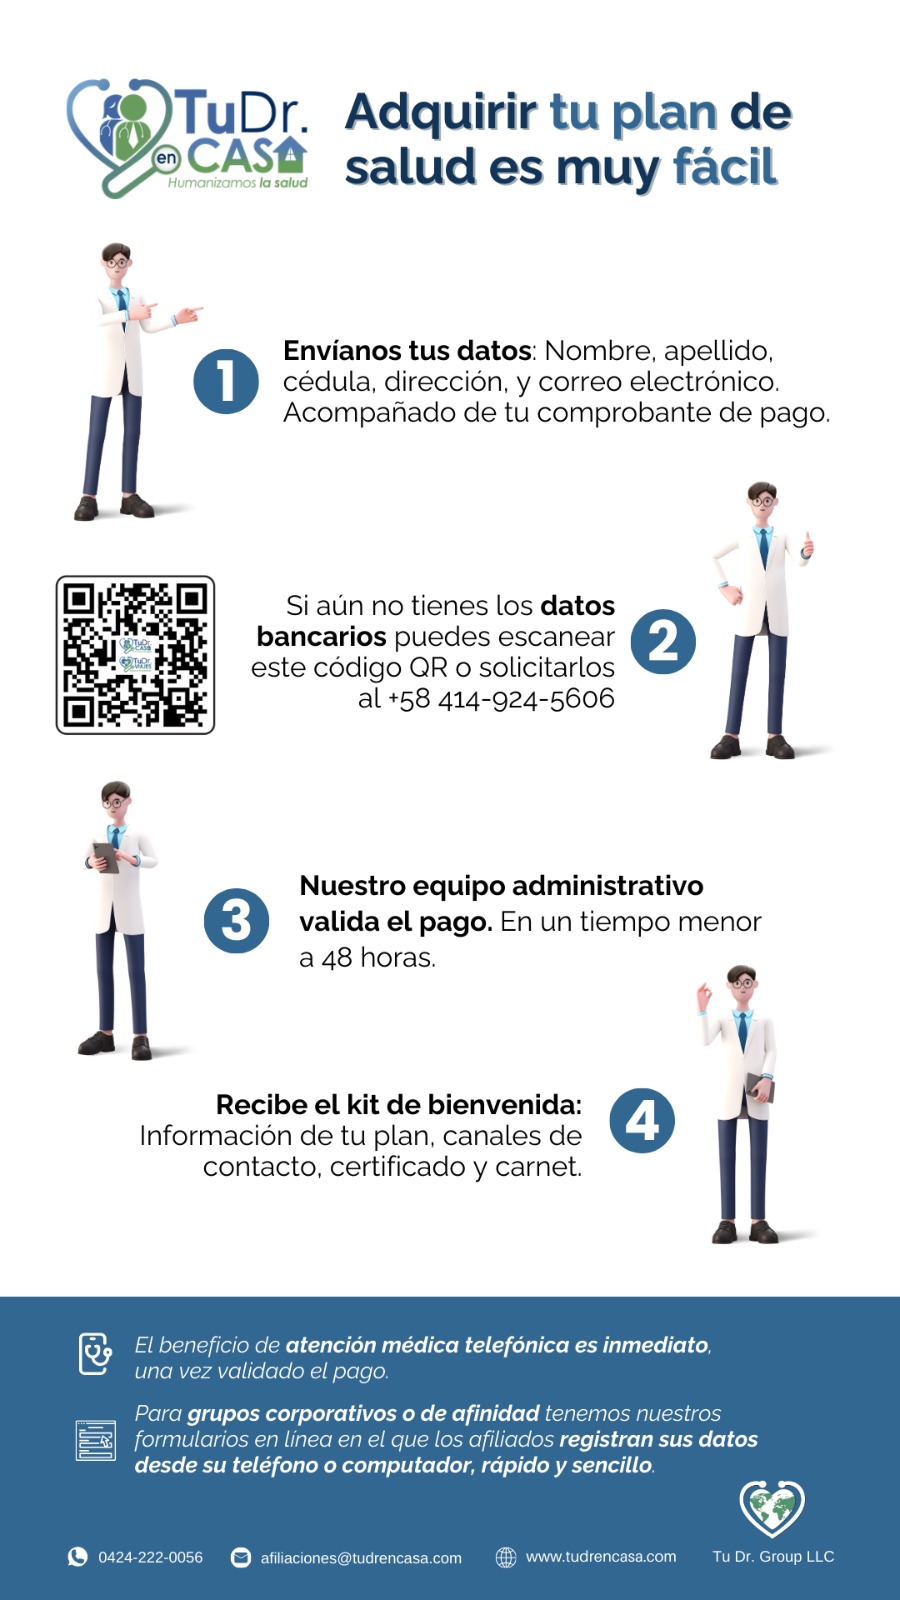 TuDr.
en CASA
Humanizamos la salud
Adquirir tu plan de
salud es muy fácil
1
Envíanos tus datos: Nombre, apellido,
cédula, dirección, y correo electrónico.
Acompañado de tu comprobante de pago.
TuDr.
CASA
TuDr.
VIAJES
Si aún no tienes los datos
bancarios puedes escanear
este código QR o solicitarlos
al +58 414-924-5606
2
3
Nuestro equipo administrativo
valida el pago. En un tiempo menor
a 48 horas.
Recibe el kit de bienvenida:
Información de tu plan, canales de
contacto, certificado y carnet.
4
El beneficio de atención médica telefónica es inmediato,
una vez validado el pago.
Para grupos corporativos o de afinidad tenemos nuestros
formularios en línea en el que los afiliados registran sus datos
desde su teléfono o computador, rápido y sencillo.
0424-222-0056
afiliaciones@tudrencasa.com
www.tudrencasa.com
Tu Dr. Group LLC